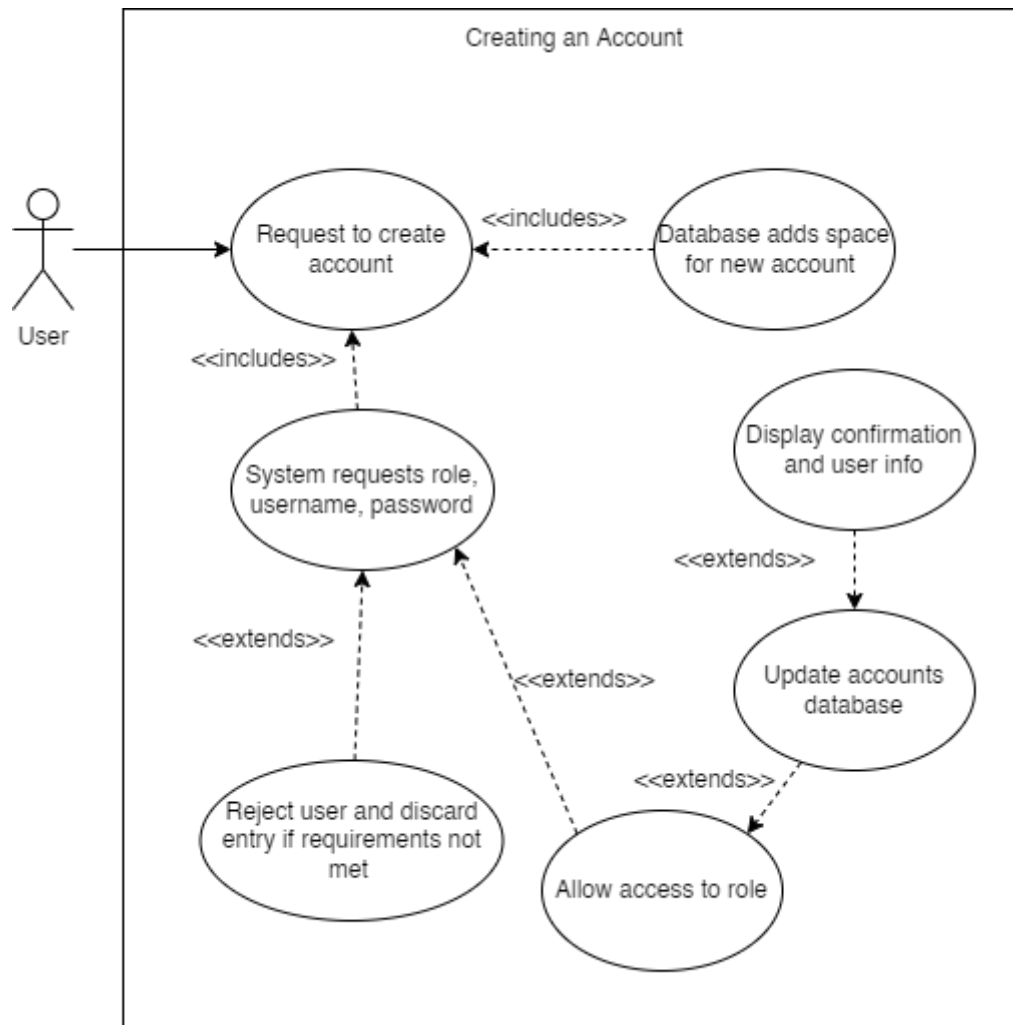 Creating an Account
Request to create
account
<<includes>>
Database adds space
for new account
User
<<includes>>
Display confirmation
and user info
System requests role,
username, password
<<extends>>
<<extends>>
<<extends>>
Update accounts
database
<<extends>>
Reject user and discard
entry if requirements not
met
Allow access to role